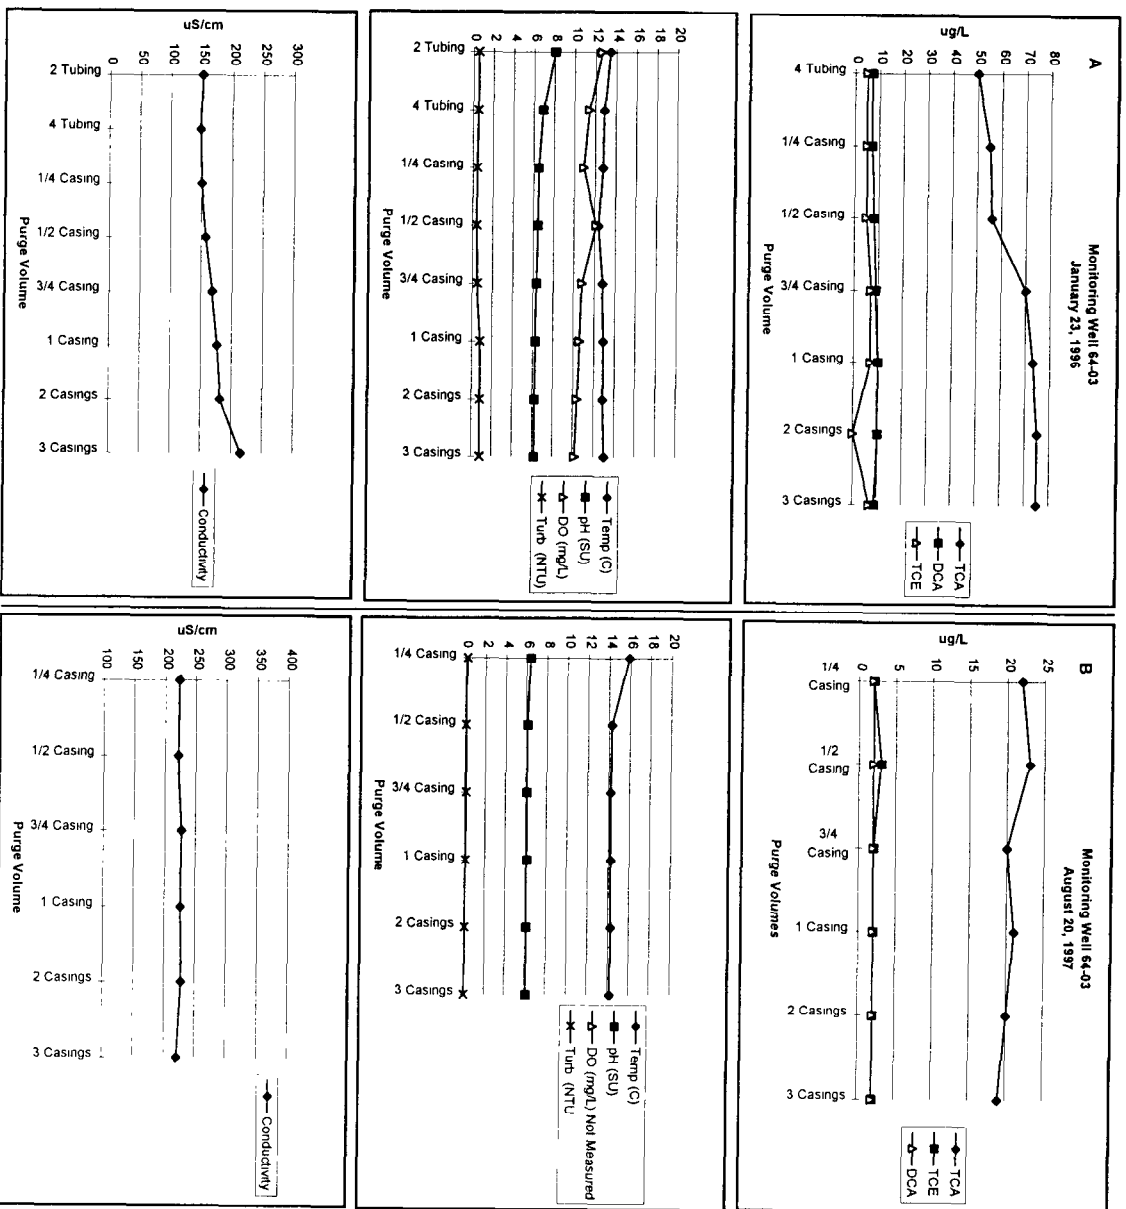 A
Monitoring Well 64-03
January 23, 1996
ug/L
80
70
60
50
40
30
20
10
0
4 Tubing
1/4 Casing
1/2 Casing
3/4 Casing
1 Casing
2 Casings
3 Casings
Purge Volume
TCA
DCA
TCE
20
18
16
14
12
10
8
6
4
2
0
2 Tubing
4 Tubing
1/4 Casing
1/2 Casing
3/4 Casing
1 Casing
2 Casings
3 Casings
Purge Volume
Temp (C)
pH (SU)
DO (mg/L)
Turb (NTU)
uS/cm
300
250
200
150
100
50
0
2 Tubing
4 Tubing
1/4 Casing
1/2 Casing
3/4 Casing
1 Casing
2 Casings
3 Casings
Purge Volume
Conductivity
B
Monitoring Well 64-03
August 20, 1997
ug/L
25
20
15
10
5
0
1/4 Casing
1/2 Casing
3/4 Casing
1 Casing
2 Casings
3 Casings
Purge Volumes
TCA
TCE
DCA
20
18
16
14
12
10
8
6
4
2
0
1/4 Casing
1/2 Casing
3/4 Casing
1 Casing
2 Casings
3 Casings
Purge Volume
Temp (C)
pH (SU)
DO (mg/L) Not Measured
Turb (NTU)
uS/cm
400
350
300
250
200
150
100
1/4 Casing
1/2 Casing
3/4 Casing
1 Casing
2 Casings
3 Casings
Purge Volume
Conductivity